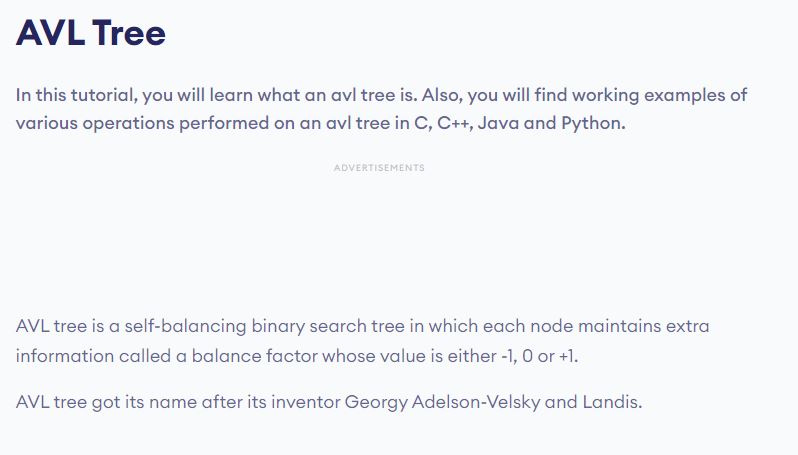 AVL Tree
In this tutorial, you will learn what an avl tree is. Also, you will find working examples of
various operations performed on an avl tree in C, C++, Java and Python.
ADVERTISEMENTS
AVL tree is a self-balancing binary search tree in which each node maintains extra
information called a balance factor whose value is either -1, 0 or +1.
AVL tree got its name after its inventor Georgy Adelson-Velsky and Landis.